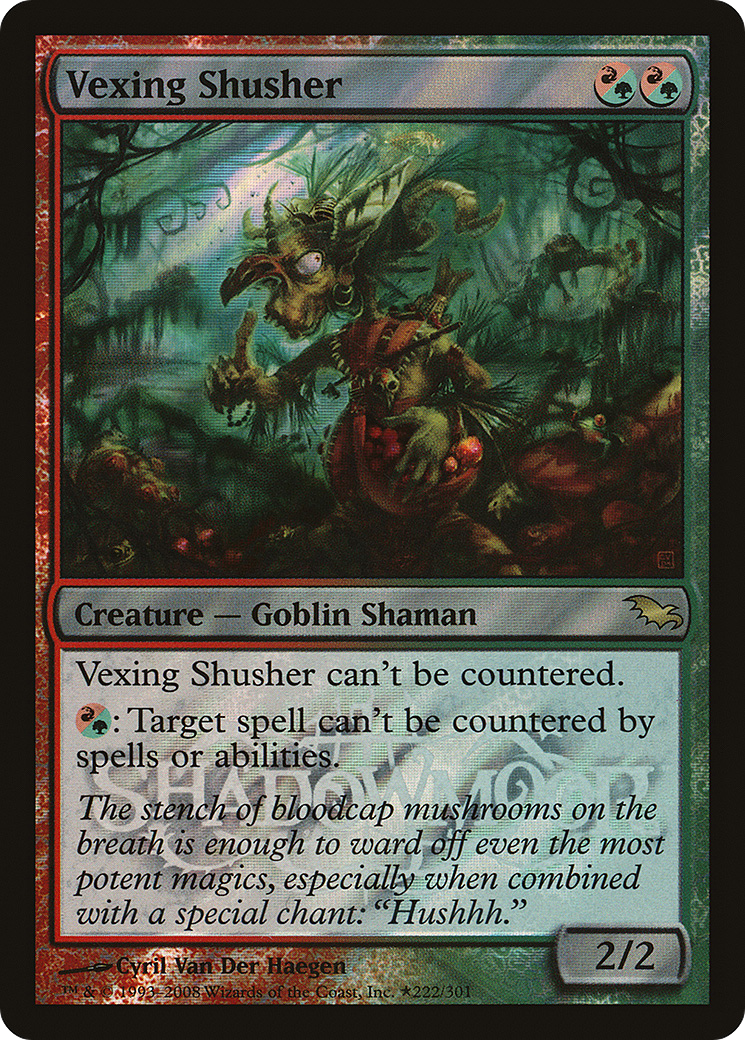 Vexing Shusher
Creature — Goblin Shaman
Vexing Shusher can't be countered.
: Target spell can't be countered by
spells or abilities.
SHADOWMOOR
The stench of bloodcap mushrooms on the
breath is enough to ward off even the most
potent magics, especially when combined
with a special chant: “Hushhh.”
2/2
Cyril Van Der Haegen
™ & © 1993–2008 Wizards of the Coast, Inc. ★222/301